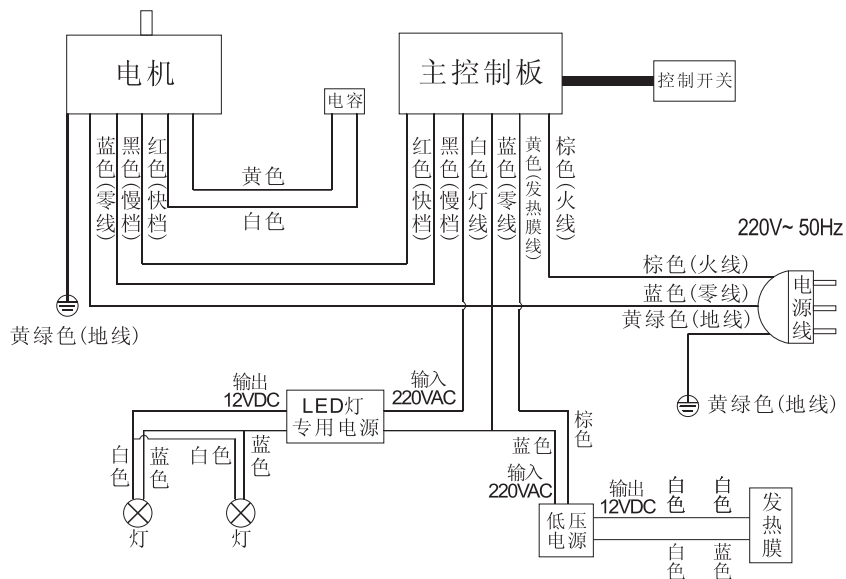 电机
主控制板
控制开关
电容
蓝色(零线)
黑色(慢档)
红色(快档)
黄色
白色
红色(快档)
黑色(慢档)
白色(灯线)
蓝色(零线)
黄色(发热膜线)
棕色(火线)
220V~ 50Hz
棕色(火线)
蓝色(零线)
黄绿色(地线)
电源线
黄绿色(地线)
黄绿色(地线)
输出
12VDC
LED灯
专用电源
输入
220VAC
白色
蓝色
白色
蓝色
灯
灯
蓝色
棕色
输入
220VAC
低压
电源
输出
12VDC
白色
白色
白色
蓝色
发热膜